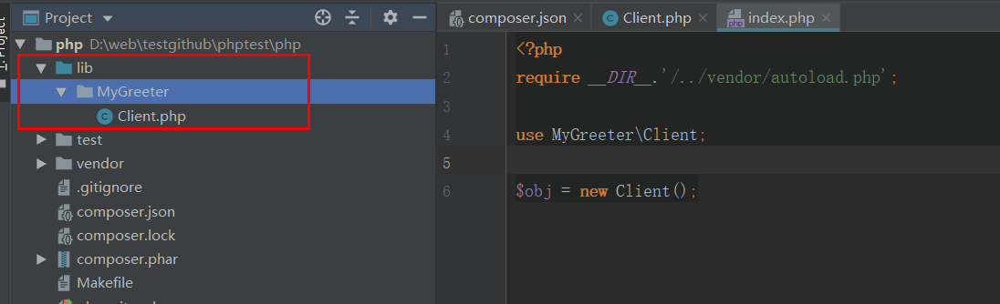 Project
php D:\web\testgithub\phptest\php
lib
MyGreeter
Client.php
test
vendor
.gitignore
composer.json
composer.lock
composer.phar
Makefile
composer.json
Client.php
index.php
1 <?php
2 require __DIR__.'/../vendor/autoload.php';
3
4 use MyGreeter\Client;
5
6 $obj = new Client();